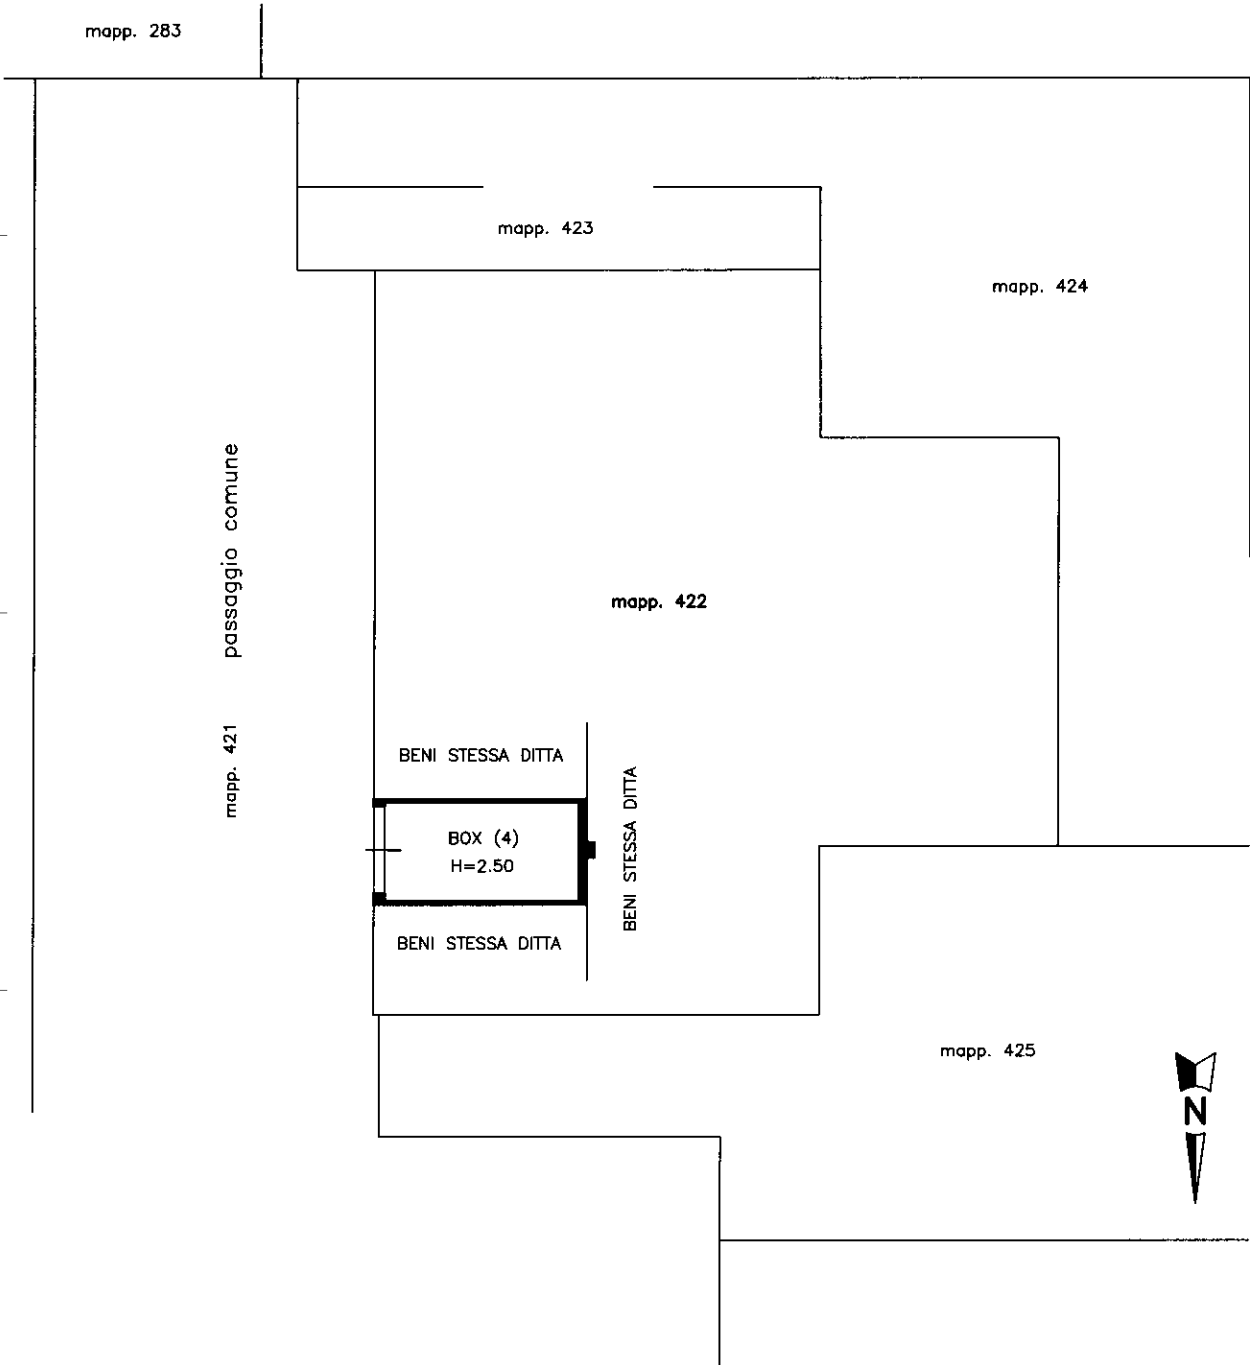 mapp. 283
mapp. 423
mapp. 424
passaggio comune
mapp. 422
mapp. 421
BENI STESSA DITTA
BENI STESSA DITTA
BOX (4)
H=2.50
BENI STESSA DITTA
mapp. 425
N